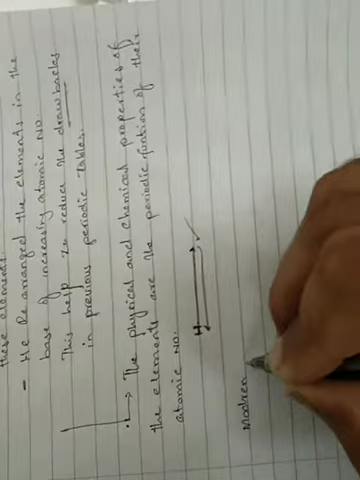 these elements
- He Re arranged the elements in the
base of increasing atomic NO.
This help to reduce the drawbacks
in previous periodic tables.
The physical and chemical properties of
the elements are the periodic funtion of their
atomic NO.
Modren